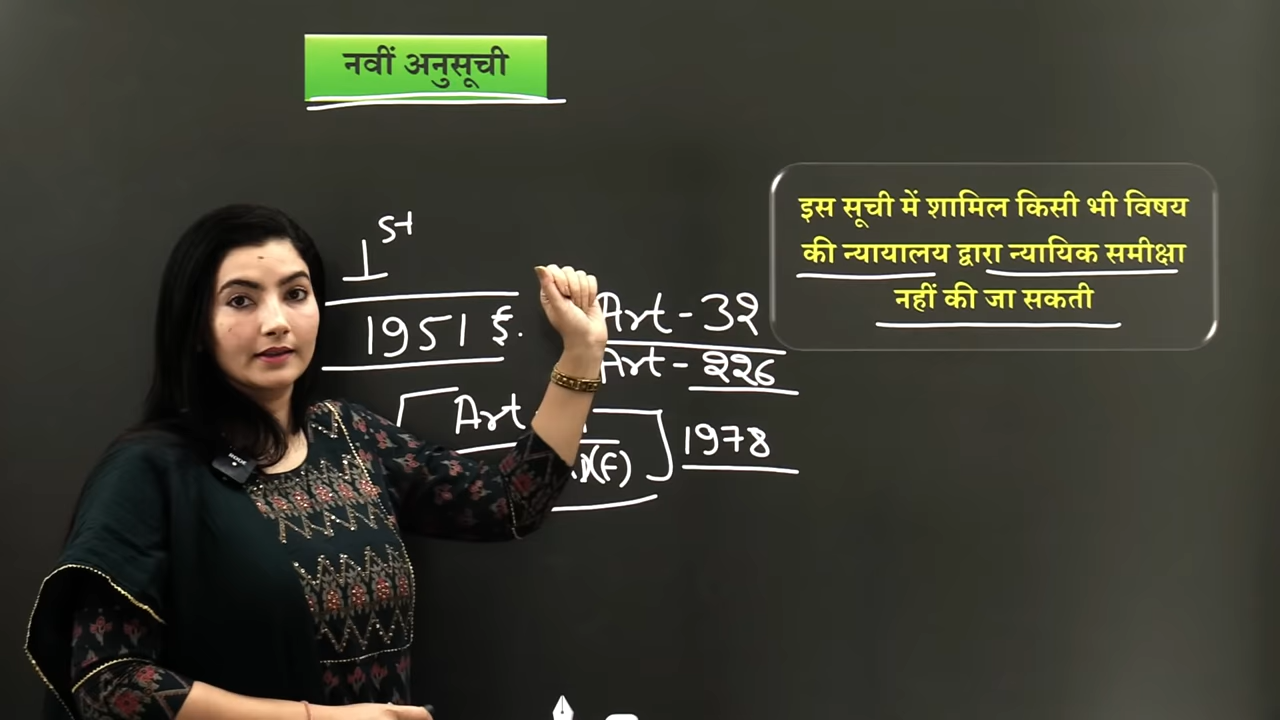 नवीं अनुसूची
इस सूची में शामिल किसी भी विषय
की न्यायालय द्वारा न्यायिक समीक्षा
नहीं की जा सकती
1st
1951 ई.
Art - 32
Art - 226
Art
(F)
1978